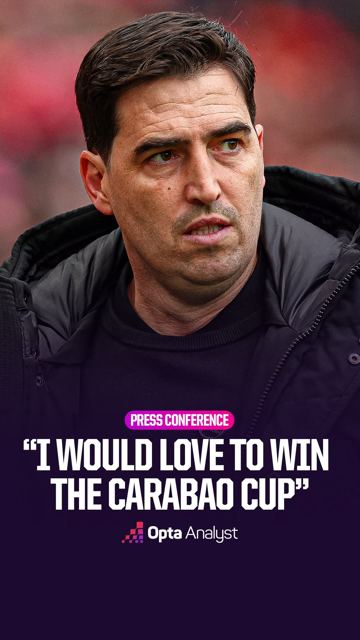 PRESS CONFERENCE
“I WOULD LOVE TO WIN
THE CARABAO CUP”
Opta Analyst